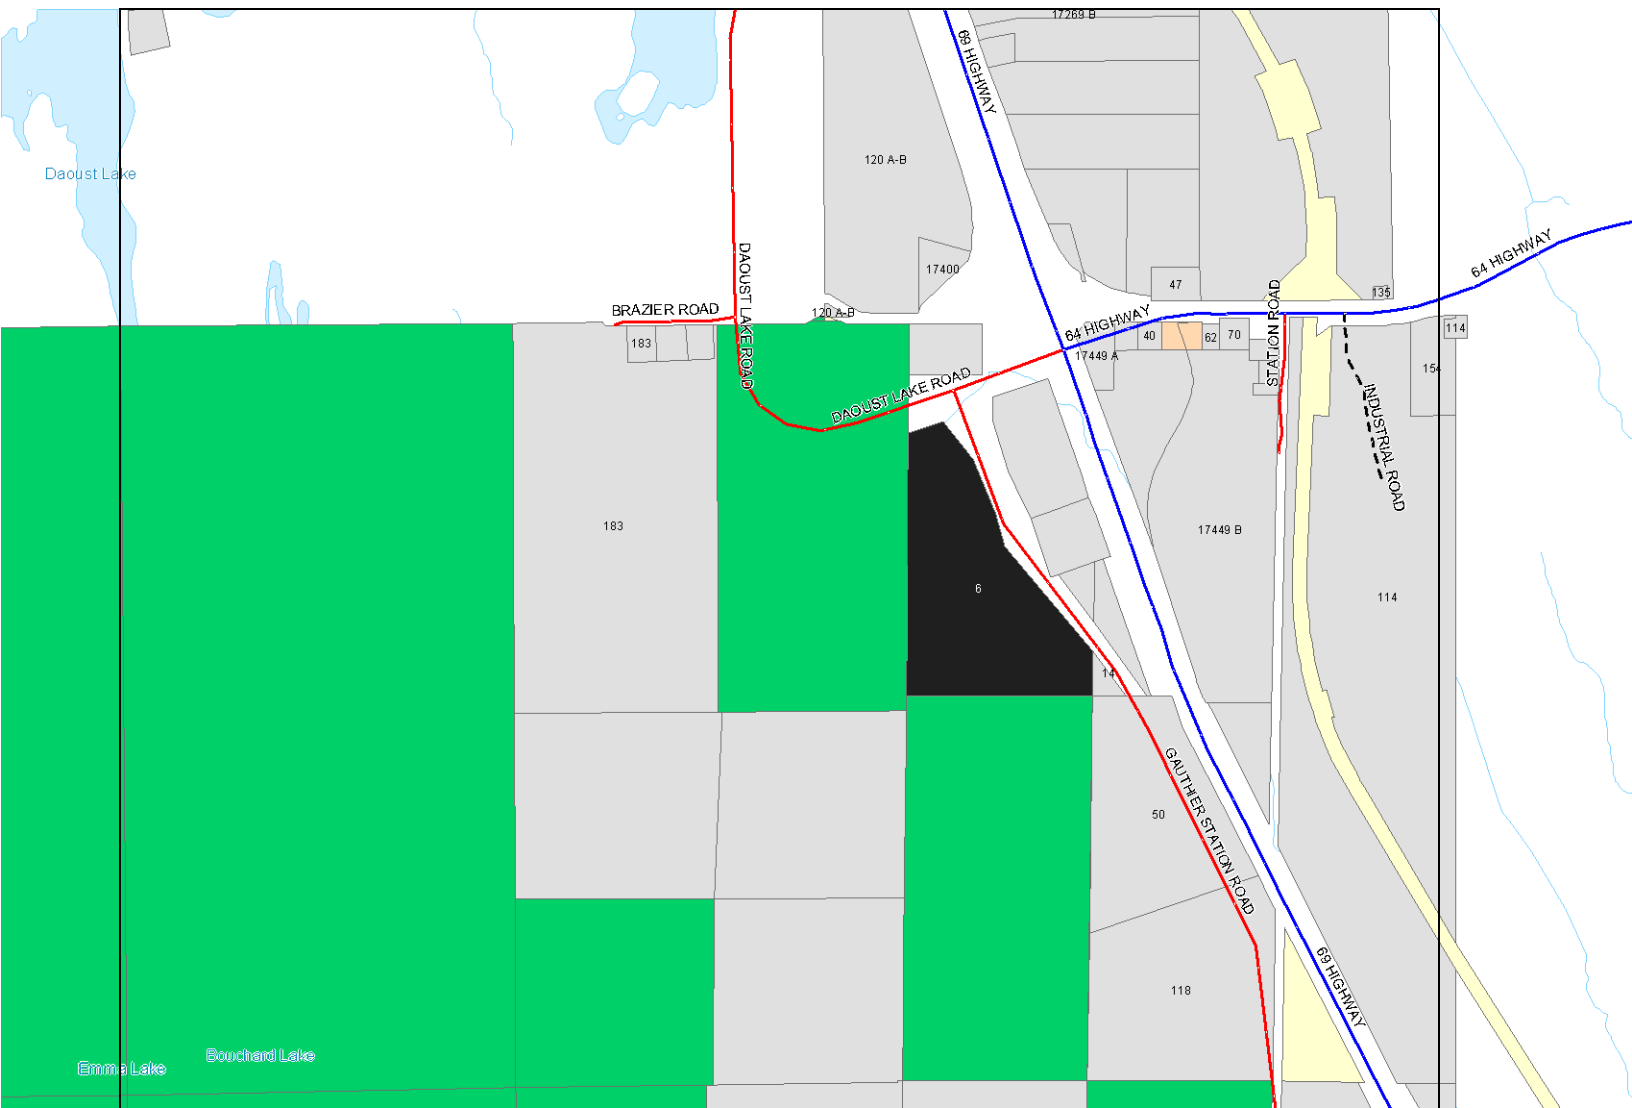 17269 B
69 HIGHWAY
120 A-B
Daoust Lake
64 HIGHWAY
17400
47
135
DAOUST LAKE ROAD
BRAZIER ROAD
120 A-B
64 HIGHWAY
STATION ROAD
183
40
62
70
114
17449 A
154
DAOUST LAKE ROAD
INDUSTRIAL ROAD
183
17449 B
6
114
14
GAUTHIER STATION ROAD
50
118
69 HIGHWAY
Bouchard Lake
Emma Lake